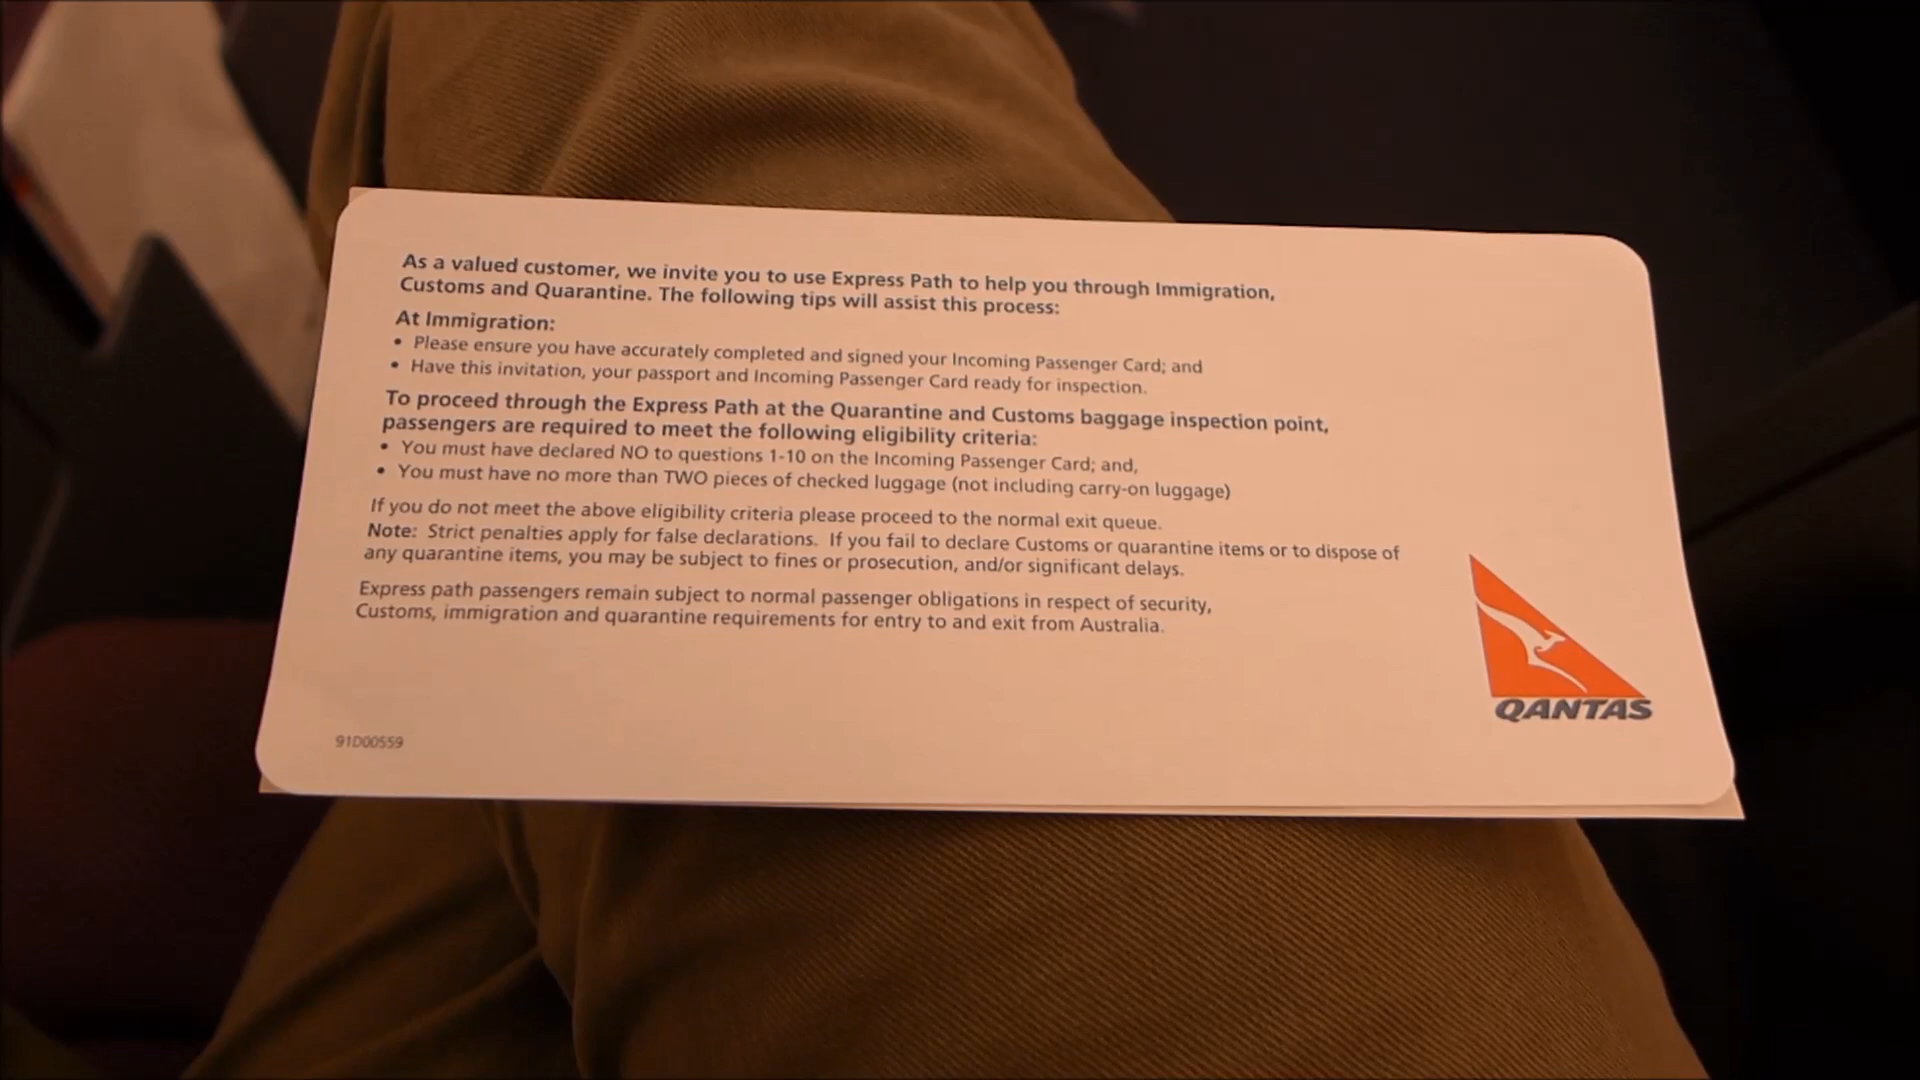 As a valued customer, we invite you to use Express Path to help you through Immigration,
Customs and Quarantine. The following tips will assist this process:
At Immigration:
• Please ensure you have accurately completed and signed your Incoming Passenger Card; and
• Have this invitation, your passport and Incoming Passenger Card ready for inspection.
To proceed through the Express Path at the Quarantine and Customs baggage inspection point,
passengers are required to meet the following eligibility criteria:
• You must have declared NO to questions 1-10 on the Incoming Passenger Card; and,
• You must have no more than TWO pieces of checked luggage (not including carry-on luggage)
If you do not meet the above eligibility criteria please proceed to the normal exit queue.
Note: Strict penalties apply for false declarations. If you fail to declare Customs or quarantine items or to dispose of
any quarantine items, you may be subject to fines or prosecution, and/or significant delays.
Express path passengers remain subject to normal passenger obligations in respect of security,
Customs, immigration and quarantine requirements for entry to and exit from Australia.
QANTAS
91D00559